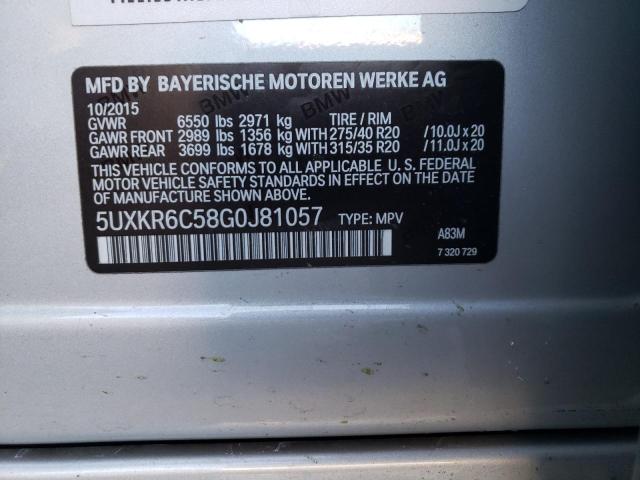 MFD BY BAYERISCHE MOTOREN WERKE AG
10/2015
GVWR 6550 lbs 2971 kg TIRE / RIM
GAWR FRONT 2989 lbs 1356 kg WITH 275/40 R20 /10.0J x 20
GAWR REAR 3699 lbs 1678 kg WITH 315/35 R20 /11.0J x 20
THIS VEHICLE CONFORMS TO ALL APPLICABLE U. S. FEDERAL
MOTOR VEHICLE SAFETY STANDARDS IN EFFECT ON THE DATE
OF MANUFACTURE SHOWN ABOVE.
5UXKR6C58G0J81057 TYPE: MPV
A83M
7 320 729
BMW
BMW
BMW